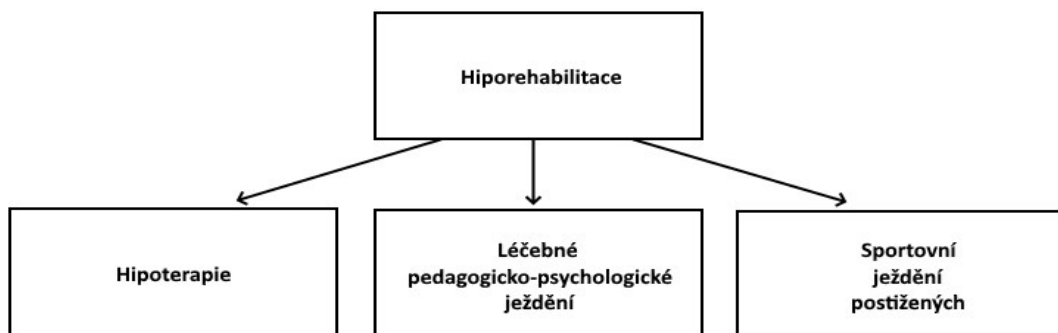 Hiporehabilitace
Hipoterapie
Léčebné
pedagogicko-psychologické
ježdění
Sportovní
ježdění
postižených